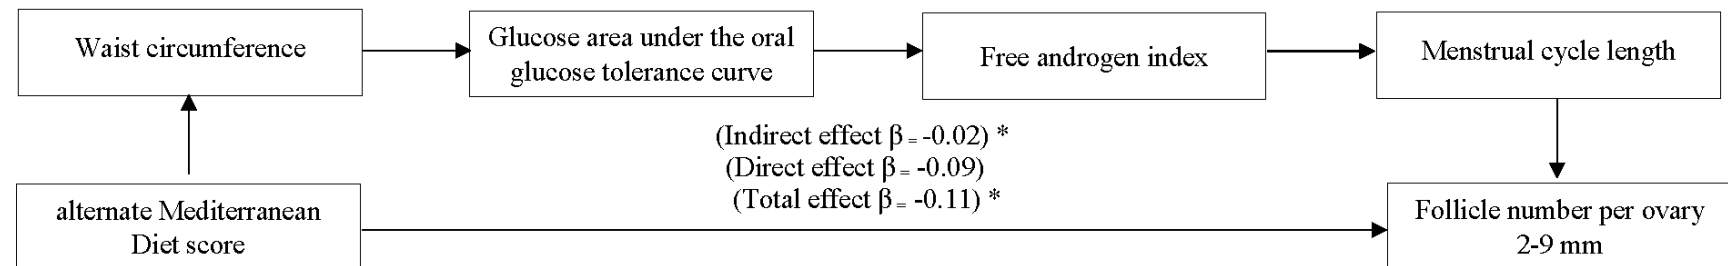 Waist circumference
Glucose area under the oral
glucose tolerance curve
Free androgen index
Menstrual cycle length
(Indirect effect β = -0.02) *
(Direct effect β = -0.09)
(Total effect β = -0.11) *
alternate Mediterranean
Diet score
Follicle number per ovary
2-9 mm